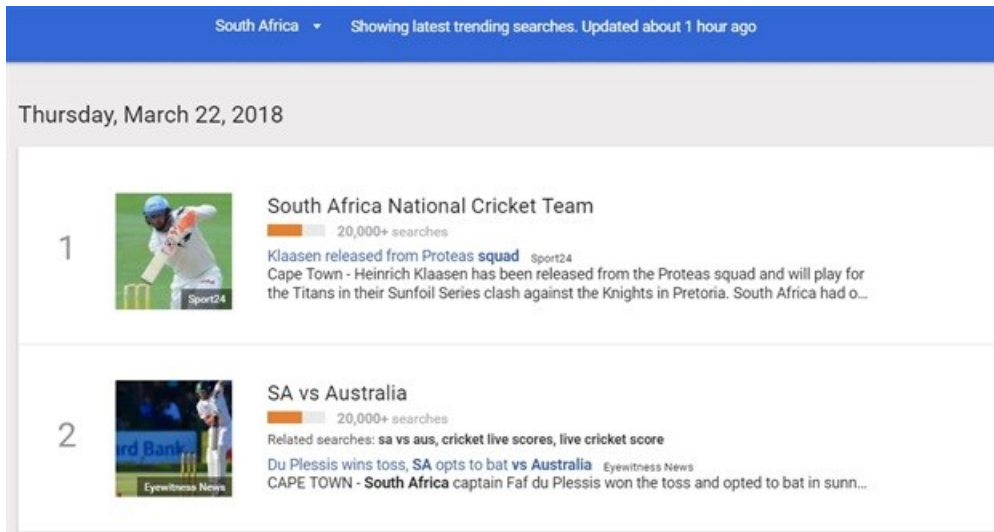 South Africa Showing latest trending searches. Updated about 1 hour ago
Thursday, March 22, 2018
1
Sport24
South Africa National Cricket Team
20,000+ searches
Klaasen released from Proteas squad Sport24
Cape Town - Heinrich Klaasen has been released from the Proteas squad and will play for
the Titans in their Sunfoil Series clash against the Knights in Pretoria. South Africa had o...
2
rd Bank
Eyewitness News
SA vs Australia
20,000+ searches
Related searches: sa vs aus, cricket live scores, live cricket score
Du Plessis wins toss, SA opts to bat vs Australia Eyewitness News
CAPE TOWN - South Africa captain Faf du Plessis won the toss and opted to bat in sunn...